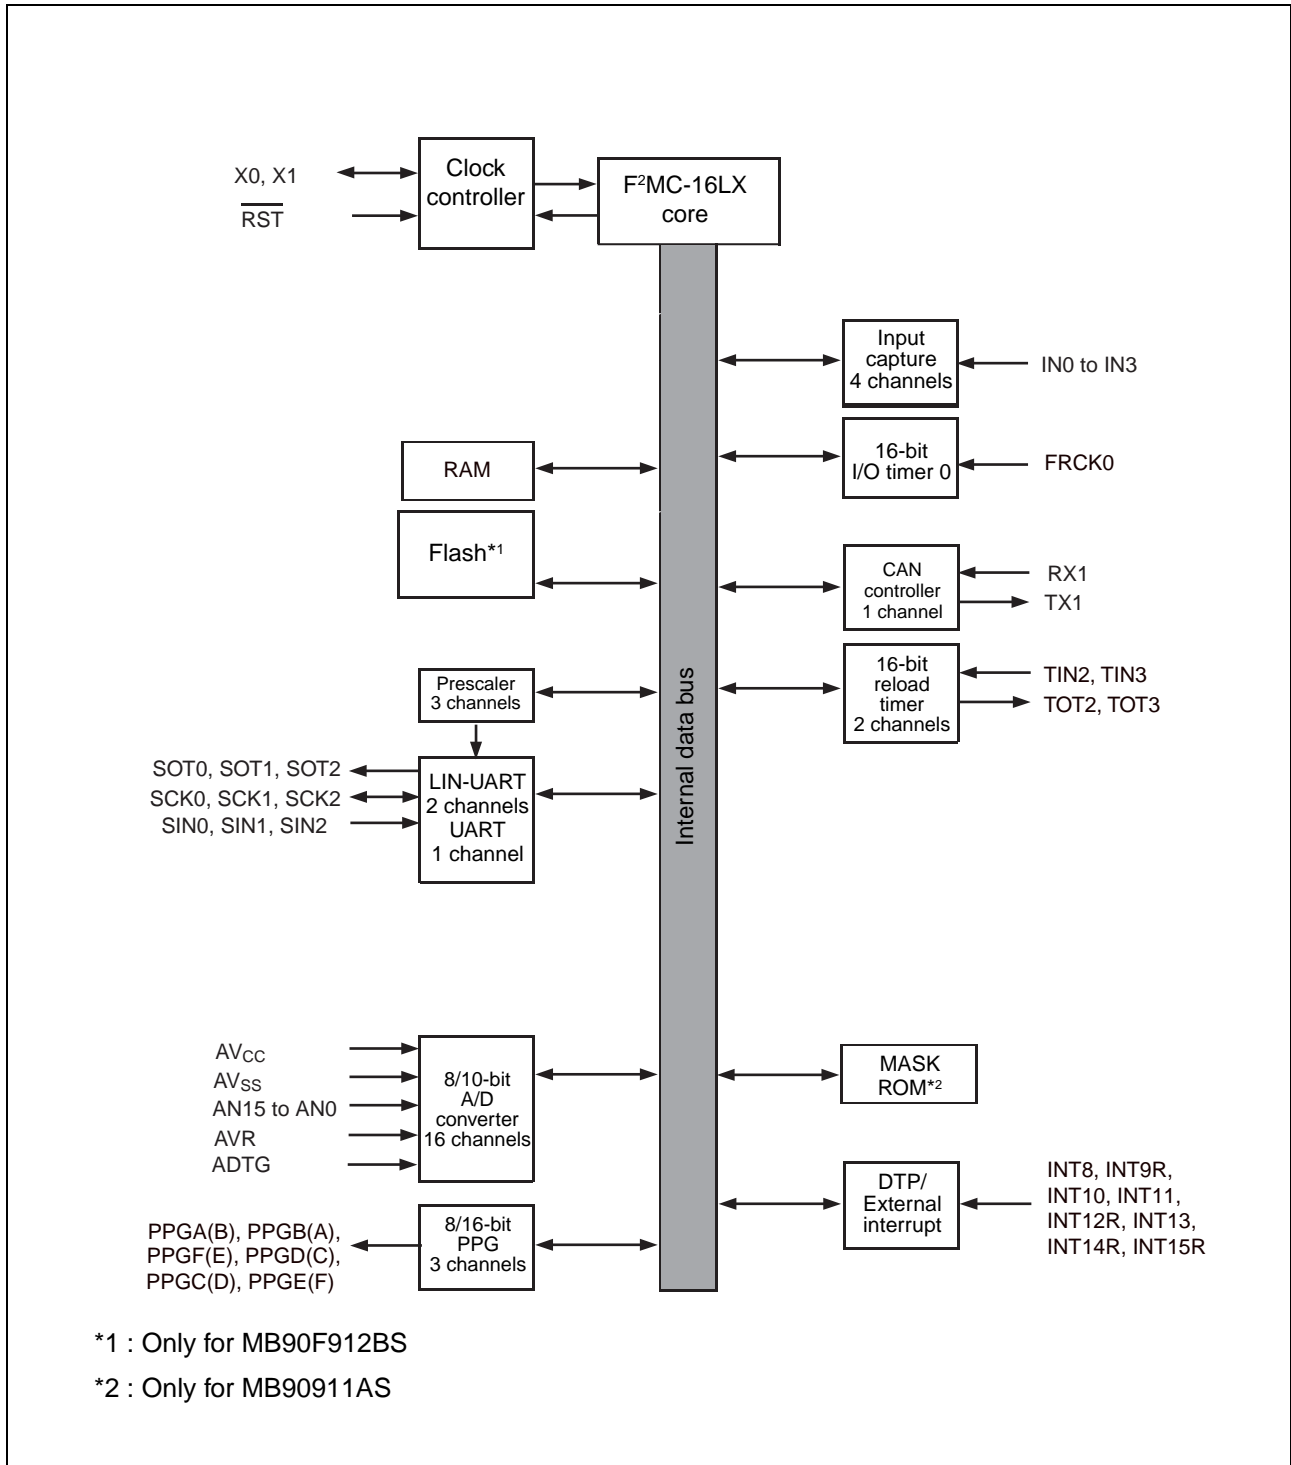 X0, X1
RST
Clock
controller
F²MC-16LX
core
Input
capture
4 channels
IN0 to IN3
RAM
16-bit
I/O timer 0
FRCK0
Flash*1
CAN
controller
1 channel
RX1
TX1
Prescaler
3 channels
16-bit
reload
timer
2 channels
TIN2, TIN3
TOT2, TOT3
Internal data bus
SOT0, SOT1, SOT2
SCK0, SCK1, SCK2
SIN0, SIN1, SIN2
LIN-UART
2 channels
UART
1 channel
AVCC
AVSS
AN15 to AN0
AVR
ADTG
8/10-bit
A/D
converter
16 channels
MASK
ROM*2
PPGA(B), PPGB(A),
PPGF(E), PPGD(C),
PPGC(D), PPGE(F)
8/16-bit
PPG
3 channels
DTP/
External
interrupt
INT8, INT9R,
INT10, INT11,
INT12R, INT13,
INT14R, INT15R
*1 : Only for MB90F912BS
*2 : Only for MB90911AS